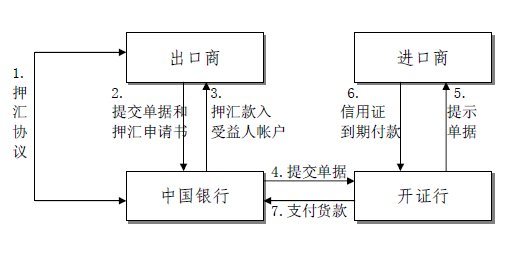 出口商
进口商
1.
押
汇
协
议
2.
提交单据和
押汇申请书
3.
押汇款入
受益人帐户
6.
信用证
到期付款
5.
提示
单据
4.提交单据
7.支付货款
中国银行
开证行